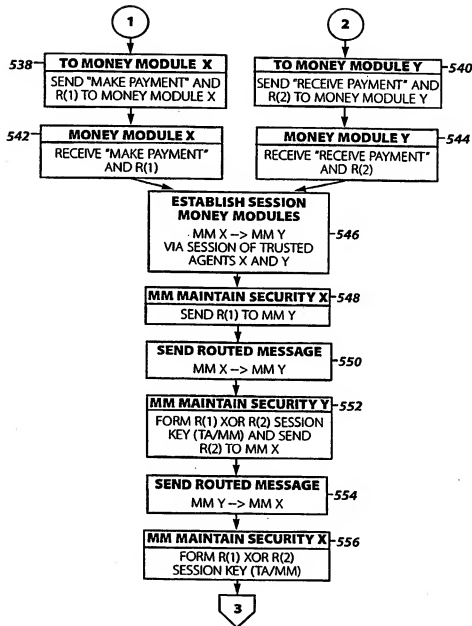 1
2
538
TO MONEY MODULE X
SEND "MAKE PAYMENT" AND
R(1) TO MONEY MODULE X
TO MONEY MODULE Y
540
SEND "RECEIVE PAYMENT" AND
R(2) TO MONEY MODULE Y
542
MONEY MODULE X
RECEIVE "MAKE PAYMENT"
AND R(1)
MONEY MODULE Y
544
RECEIVE "RECEIVE PAYMENT"
AND R(2)
ESTABLISH SESSION
MONEY MODULES
MM X --> MM Y
VIA SESSION OF TRUSTED
AGENTS X AND Y
546
MM MAINTAIN SECURITY X
548
SEND R(1) TO MM Y
SEND ROUTED MESSAGE
550
MM X --> MM Y
MM MAINTAIN SECURITY Y
552
FORM R(1) XOR R(2) SESSION
KEY (TA/MM) AND SEND
R(2) TO MM X
SEND ROUTED MESSAGE
554
MM Y --> MM X
MM MAINTAIN SECURITY X
556
FORM R(1) XOR R(2)
SESSION KEY (TA/MM)
3